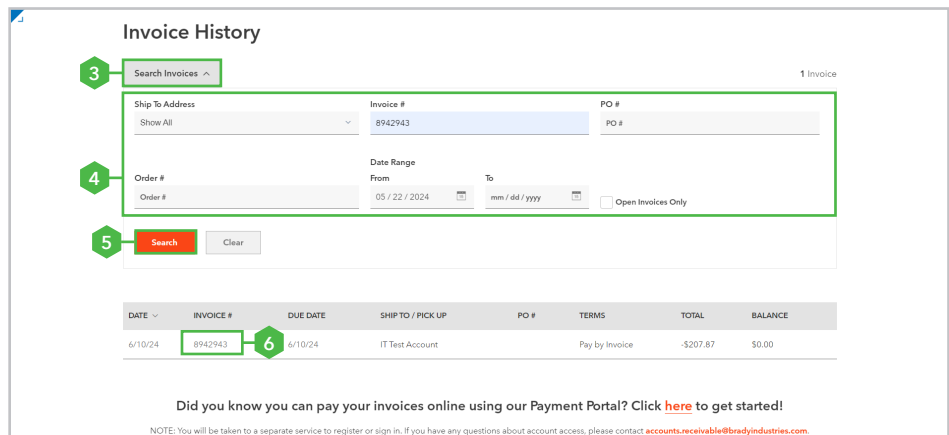 Invoice History
3
Search Invoices
1 Invoice
Ship To Address
Invoice #
PO #
Show All
8942943
PO #
4
Date Range
Order #
From
To
Order #
05 / 22 / 2024
mm / dd / yyyy
Open Invoices Only
5
Search
Clear
DATE INVOICE # DUE DATE SHIP TO / PICK UP PO # TERMS TOTAL BALANCE
6/10/24 8942943 6 6/10/24 IT Test Account Pay by Invoice -$207.87 $0.00
Did you know you can pay your invoices online using our Payment Portal? Click here to get started!
NOTE: You will be taken to a separate service to register or sign in. If you have any questions about account access, please contact accounts.receivable@bradyindustries.com.